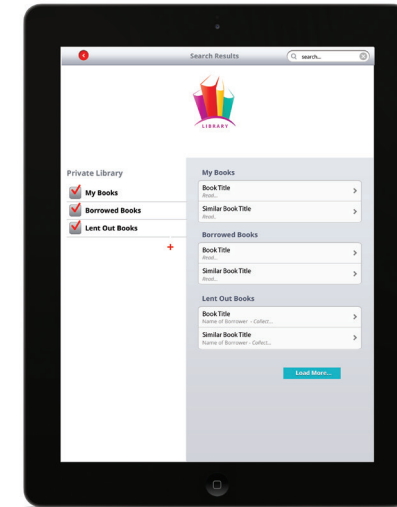 Search Results
search...
LIBRARY
Private Library
My Books
Borrowed Books
Lent Out Books
+
My Books
Book Title
Read...
Similar Book Title
Read..
Borrowed Books
Book Title
Read...
Similar Book Title
Read...
Lent Out Books
Book Title
Name of Borrower - Collect...
Similar Book Title
Name of Borrower - Collect...
Load More...